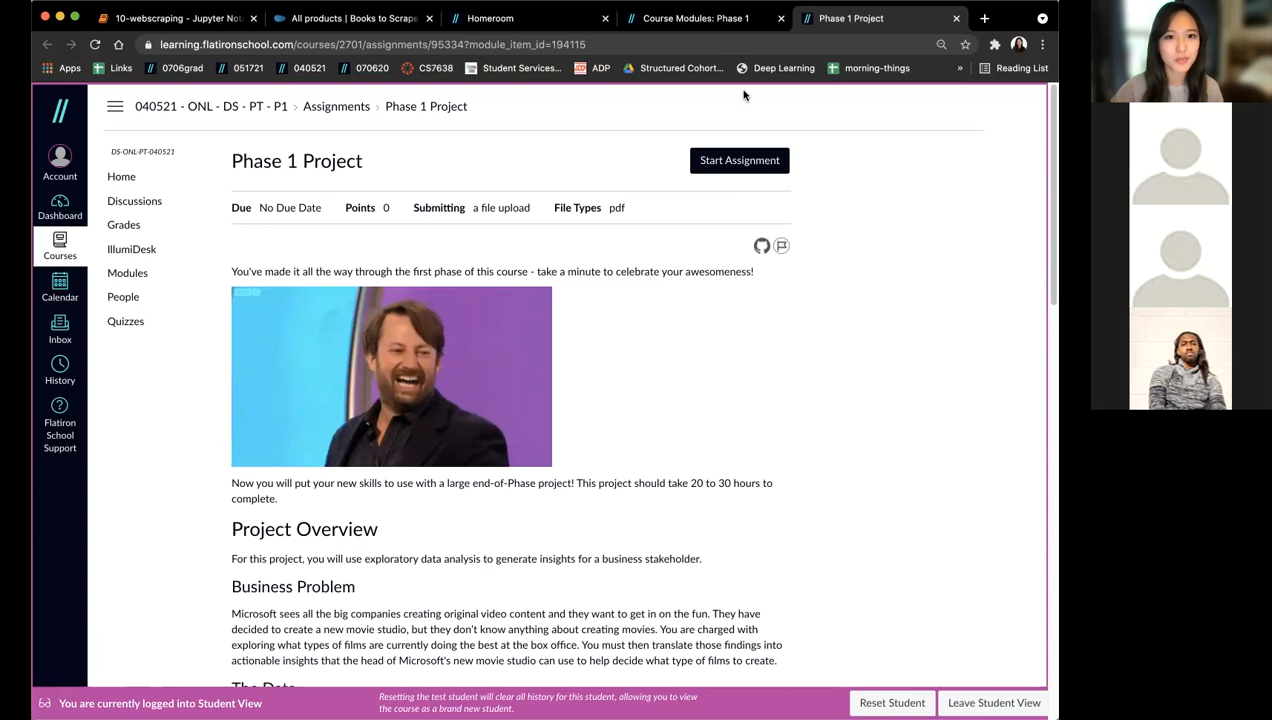 10-webscraping - Jupyter Not
All products | Books to Scrape
Homeroom
Course Modules: Phase 1
Phase 1 Project
learning.flatironschool.com/courses/2701/assignments/95334?module_item_id=194115
Apps
Links
0706grad
051721
040521
070620
CS7638
Student Services...
ADP
Structured Cohort...
Deep Learning
morning-things
»
Reading List
040521 - ONL - DS - PT - P1 › Assignments › Phase 1 Project
Account
Dashboard
Courses
Calendar
Inbox
History
Flatiron
School
Support
DS-ONL-PT-040521
Home
Discussions
Grades
IllumiDesk
Modules
People
Quizzes
Phase 1 Project
Start Assignment
Due No Due Date Points 0 Submitting a file upload File Types pdf
You've made it all the way through the first phase of this course - take a minute to celebrate your awesomeness!
Now you will put your new skills to use with a large end-of-Phase project! This project should take 20 to 30 hours to
complete.
Project Overview
For this project, you will use exploratory data analysis to generate insights for a business stakeholder.
Business Problem
Microsoft sees all the big companies creating original video content and they want to get in on the fun. They have
decided to create a new movie studio, but they don't know anything about creating movies. You are charged with
exploring what types of films are currently doing the best at the box office. You must then translate those findings into
actionable insights that the head of Microsoft's new movie studio can use to help decide what type of films to create.
The Data
You are currently logged into Student View
Resetting the test student will clear all history for this student, allowing you to view
the course as a brand new student.
Reset Student
Leave Student View